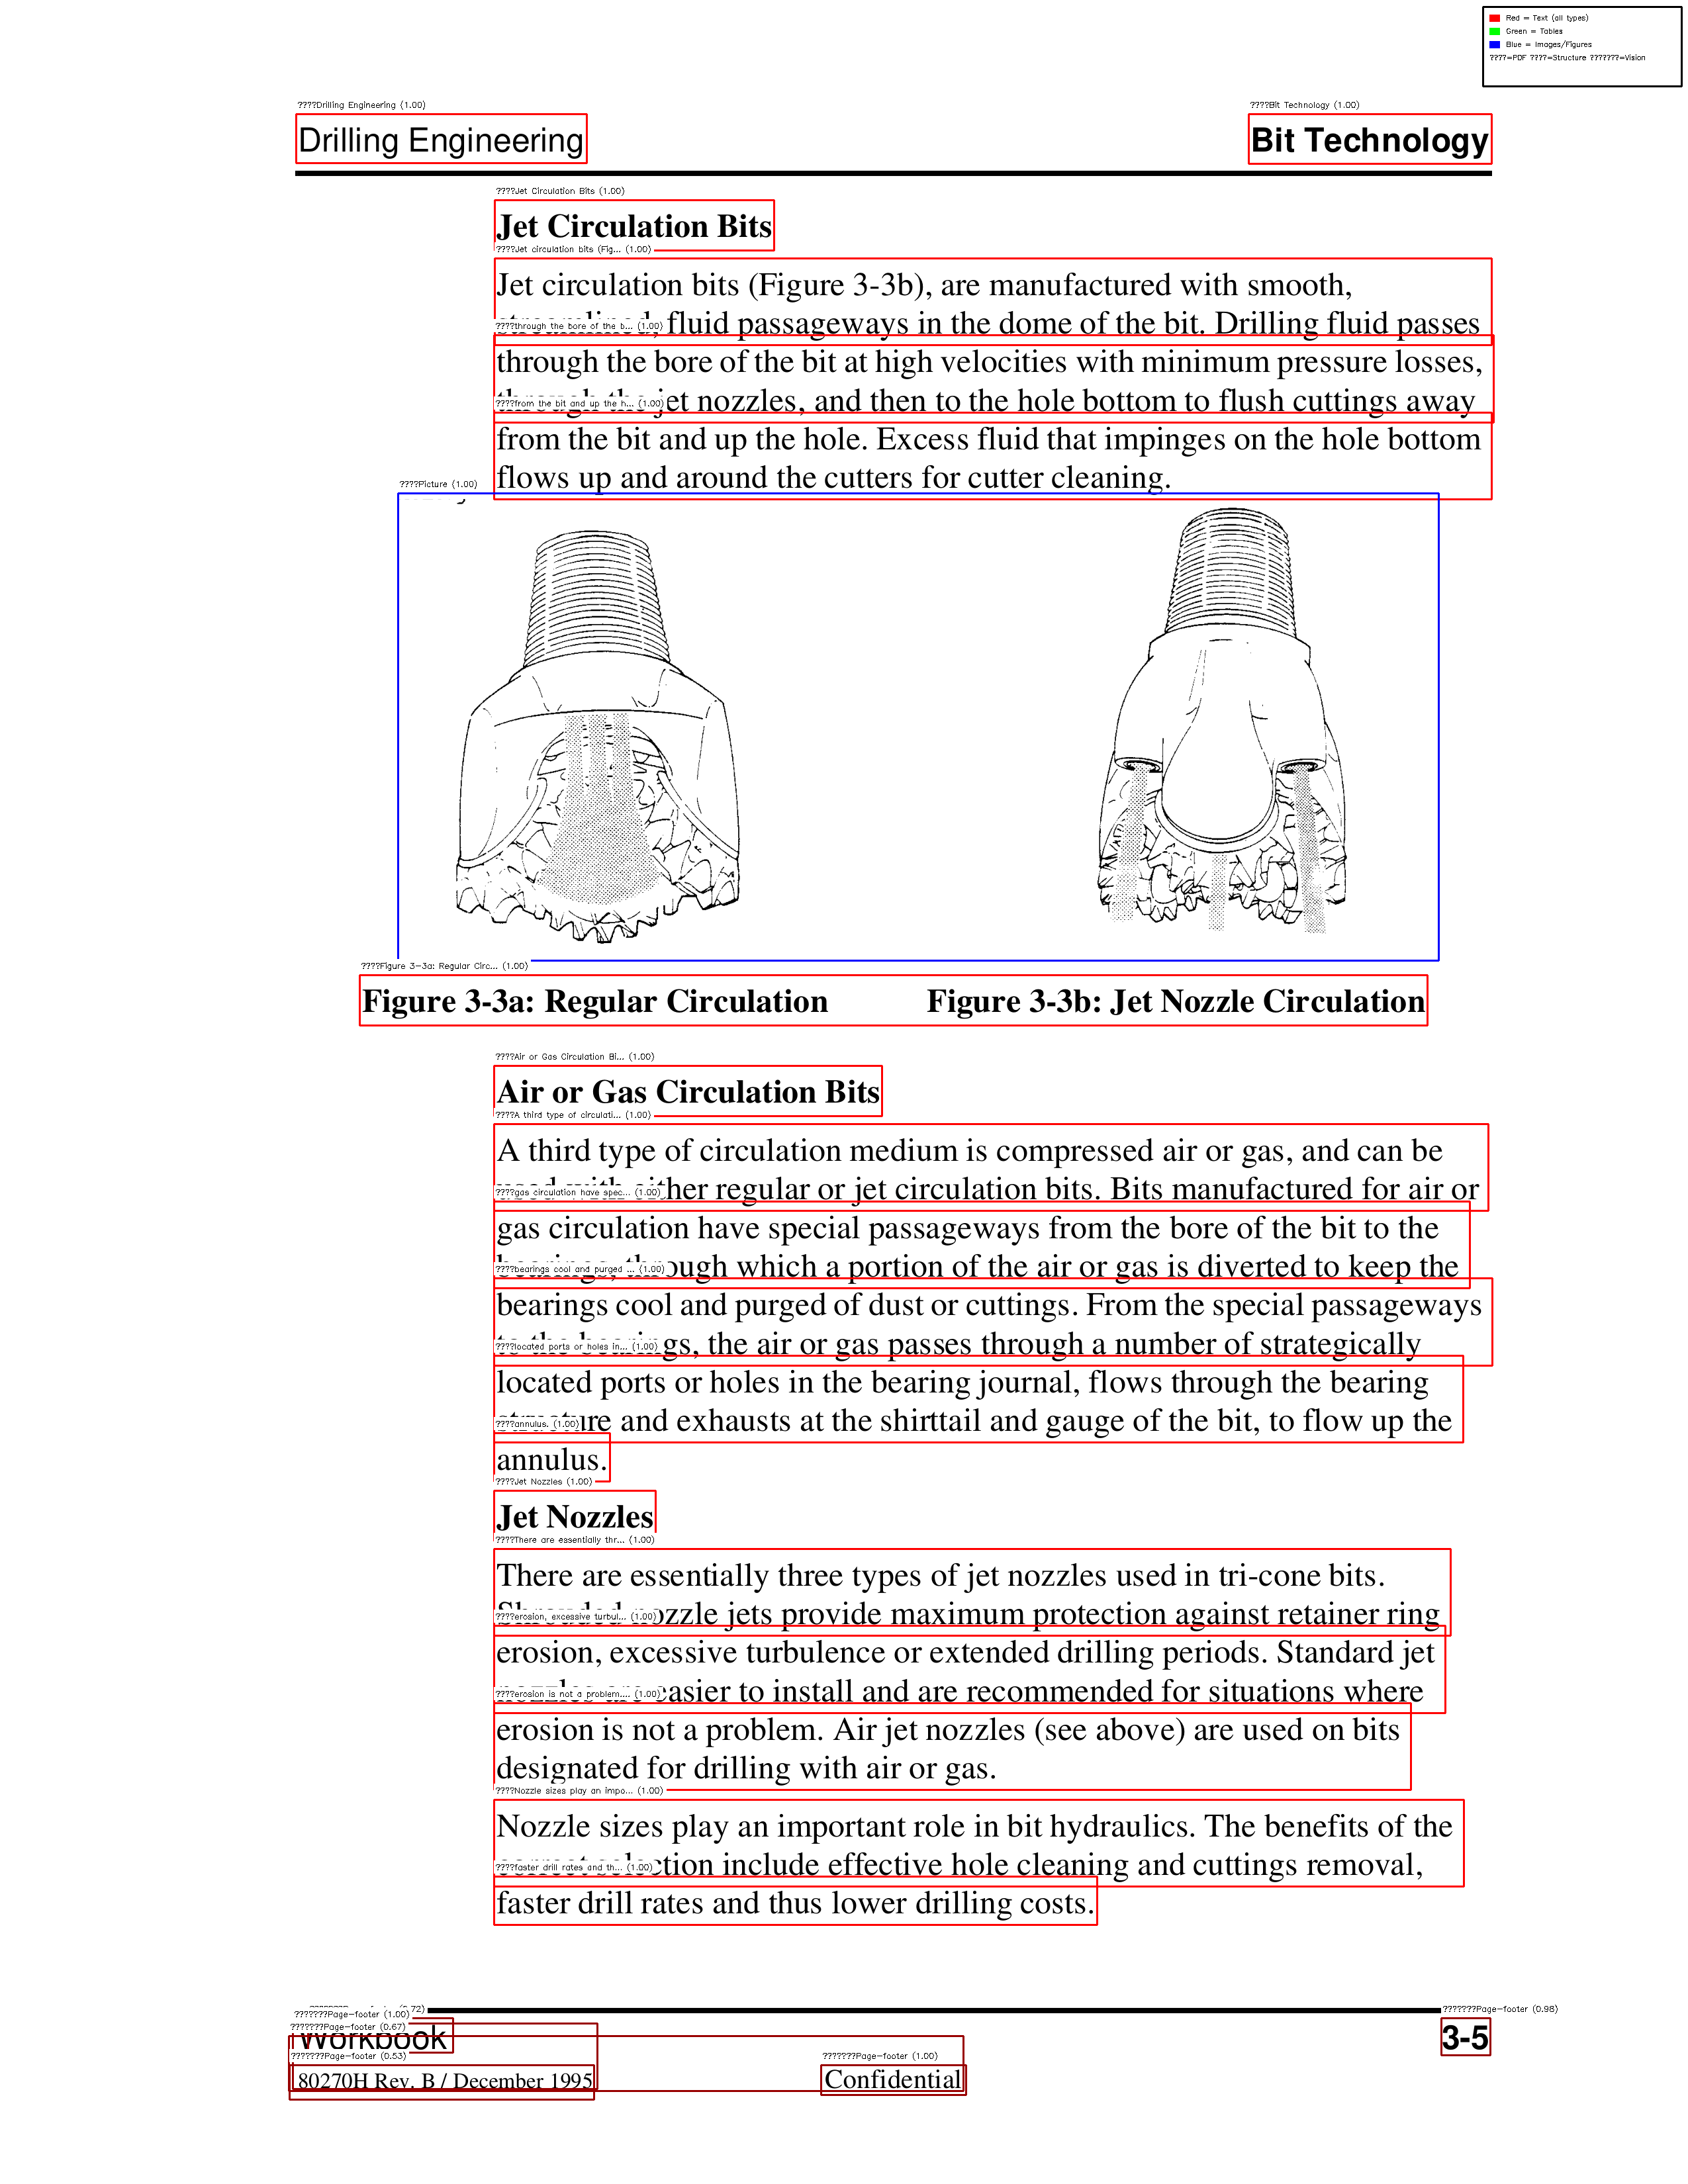 Red = Text (all types)
Green = Tables
Blue = Images/Figures
????=PDF ????=Structure ???????=Vision
????Drilling Engineering (1.00)
????Bit Technology (1.00)
Drilling Engineering
Bit Technology
????Jet Circulation Bits (1.00)
Jet Circulation Bits
????Jet circulation bits (Fig... (1.00)
Jet circulation bits (Figure 3-3b), are manufactured with smooth,
streamlined, fluid passageways in the dome of the bit. Drilling fluid passes
????through the bore of the b... (1.00)
through the bore of the bit at high velocities with minimum pressure losses,
through the jet nozzles, and then to the hole bottom to flush cuttings away
????from the bit and up the h... (1.00)
from the bit and up the hole. Excess fluid that impinges on the hole bottom
flows up and around the cutters for cutter cleaning.
????Picture (1.00)
????Figure 3-3a: Regular Circ... (1.00)
Figure 3-3a: Regular Circulation
Figure 3-3b: Jet Nozzle Circulation
????Air or Gas Circulation Bi... (1.00)
Air or Gas Circulation Bits
????A third type of circulati... (1.00)
A third type of circulation medium is compressed air or gas, and can be
used with either regular or jet circulation bits. Bits manufactured for air or
????gas circulation have spec... (1.00)
gas circulation have special passageways from the bore of the bit to the
bearings, through which a portion of the air or gas is diverted to keep the
????bearings cool and purged ... (1.00)
bearings cool and purged of dust or cuttings. From the special passageways
to the bearings, the air or gas passes through a number of strategically
????located ports or holes in... (1.00)
located ports or holes in the bearing journal, flows through the bearing
structure and exhausts at the shirttail and gauge of the bit, to flow up the
????annulus. (1.00)
annulus.
????Jet Nozzles (1.00)
Jet Nozzles
????There are essentially thr... (1.00)
There are essentially three types of jet nozzles used in tri-cone bits.
Shrouded nozzle jets provide maximum protection against retainer ring
????erosion, excessive turbul... (1.00)
erosion, excessive turbulence or extended drilling periods. Standard jet
nozzles are easier to install and are recommended for situations where
????erosion is not a problem.... (1.00)
erosion is not a problem. Air jet nozzles (see above) are used on bits
designated for drilling with air or gas.
????Nozzle sizes play an impo... (1.00)
Nozzle sizes play an important role in bit hydraulics. The benefits of the
correct selection include effective hole cleaning and cuttings removal,
????faster drill rates and th... (1.00)
faster drill rates and thus lower drilling costs.
???????Page-footer (1.00)
???????Page-footer (0.98)
???????Page-footer (0.67)
Workbook
3-5
???????Page-footer (0.53)
???????Page-footer (1.00)
80270H Rev. B / December 1995
Confidential